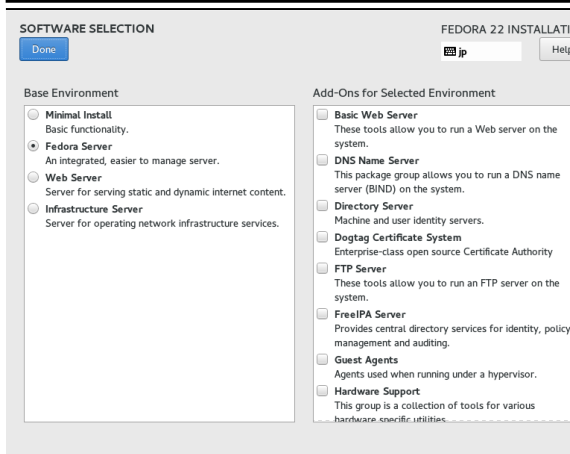 SOFTWARE SELECTION
FEDORA 22 INSTALLATI
Done
jp
Help
Base Environment
Minimal Install
Basic functionality.
Fedora Server
An integrated, easier to manage server.
Web Server
Server for serving static and dynamic internet content.
Infrastructure Server
Server for operating network infrastructure services.
Add-Ons for Selected Environment
Basic Web Server
These tools allow you to run a Web server on the
system.
DNS Name Server
This package group allows you to run a DNS name
server (BIND) on the system.
Directory Server
Machine and user identity servers.
Dogtag Certificate System
Enterprise-class open source Certificate Authority
FTP Server
These tools allow you to run an FTP server on the
system.
FreeIPA Server
Provides central directory services for identity, policy
management and auditing.
Guest Agents
Agents used when running under a hypervisor.
Hardware Support
This group is a collection of tools for various
hardware specific utilities.